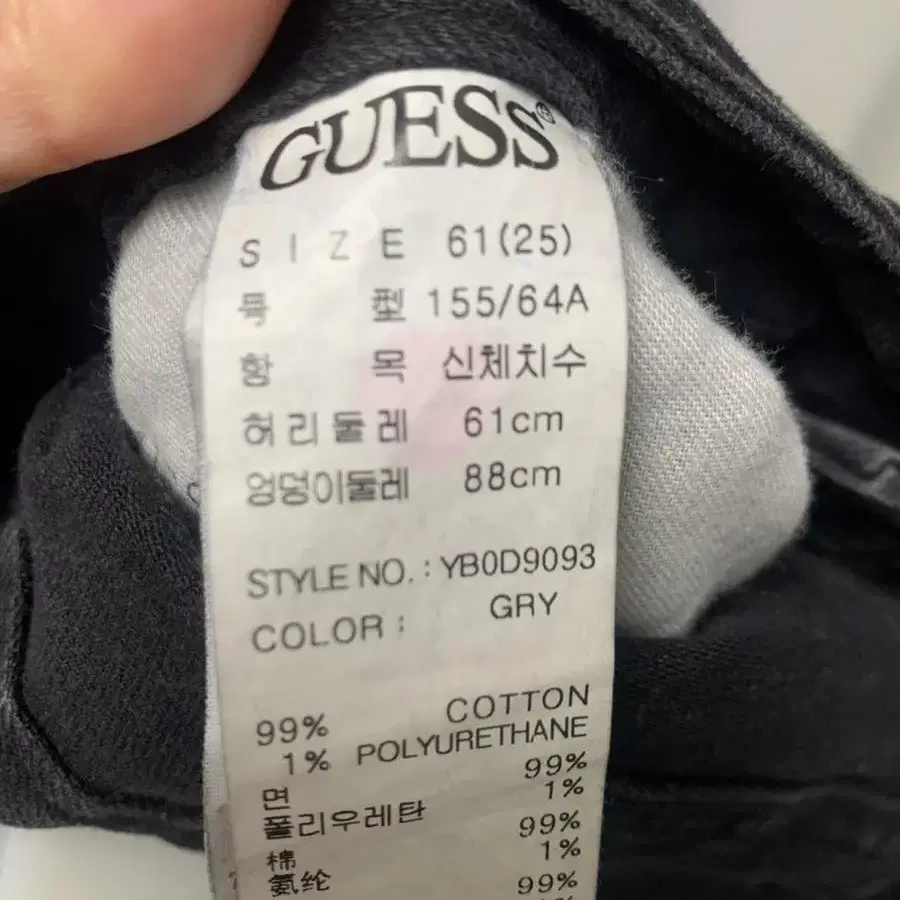 GUESS®
SIZE 61(25)
号 型 155/64A
항 목 신체치수
허리둘레 61cm
엉덩이둘레 88cm
STYLE NO. : YB0D9093
COLOR : GRY
99% COTTON
1% POLYURETHANE
면 99%
폴리우레탄 1%
棉 99%
氨纶 1%
99%